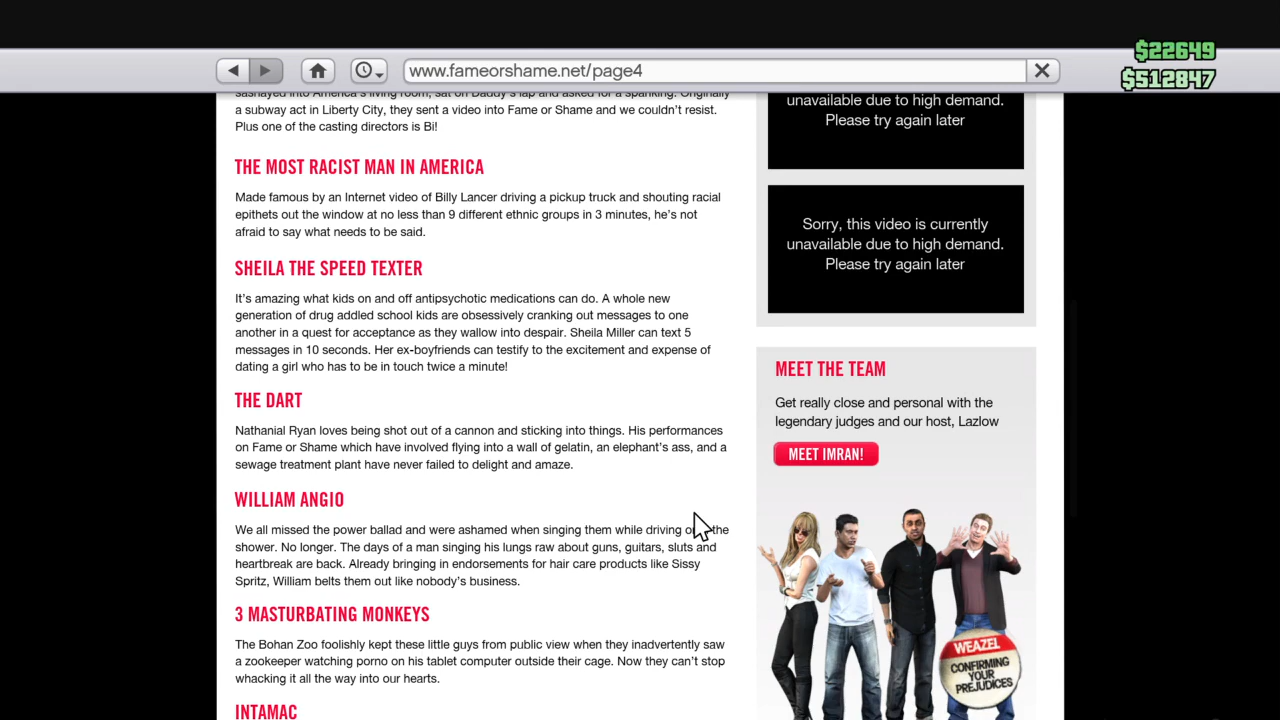 $22649
$512847
www.fameorshame.net/page4
sashayed into America's living room, sat on Daddy's lap and asked for a spanking. Originally
a subway act in Liberty City, they sent a video into Fame or Shame and we couldn't resist.
Plus one of the casting directors is Bi!
THE MOST RACIST MAN IN AMERICA
Made famous by an Internet video of Billy Lancer driving a pickup truck and shouting racial
epithets out the window at no less than 9 different ethnic groups in 3 minutes, he's not
afraid to say what needs to be said.
SHEILA THE SPEED TEXTER
It's amazing what kids on and off antipsychotic medications can do. A whole new
generation of drug addled school kids are obsessively cranking out messages to one
another in a quest for acceptance as they wallow into despair. Sheila Miller can text 5
messages in 10 seconds. Her ex-boyfriends can testify to the excitement and expense of
dating a girl who has to be in touch twice a minute!
THE DART
Nathanial Ryan loves being shot out of a cannon and sticking into things. His performances
on Fame or Shame which have involved flying into a wall of gelatin, an elephant's ass, and a
sewage treatment plant have never failed to delight and amaze.
WILLIAM ANGIO
We all missed the power ballad and were ashamed when singing them while driving the
shower. No longer. The days of a man singing his lungs raw about guns, guitars, sluts and
heartbreak are back. Already bringing in endorsements for hair care products like Sissy
Spritz, William belts them out like nobody's business.
3 MASTURBATING MONKEYS
The Bohan Zoo foolishly kept these little guys from public view when they inadvertently saw
a zookeeper watching porno on his tablet computer outside their cage. Now they can't stop
whacking it all the way into our hearts.
INTAMAC
unavailable due to high demand.
Please try again later
Sorry, this video is currently
unavailable due to high demand.
Please try again later
MEET THE TEAM
Get really close and personal with the
legendary judges and our host, Lazlow
MEET IMRAN!
WEAZEL
CONFIRMING
YOUR
PREJUDICES